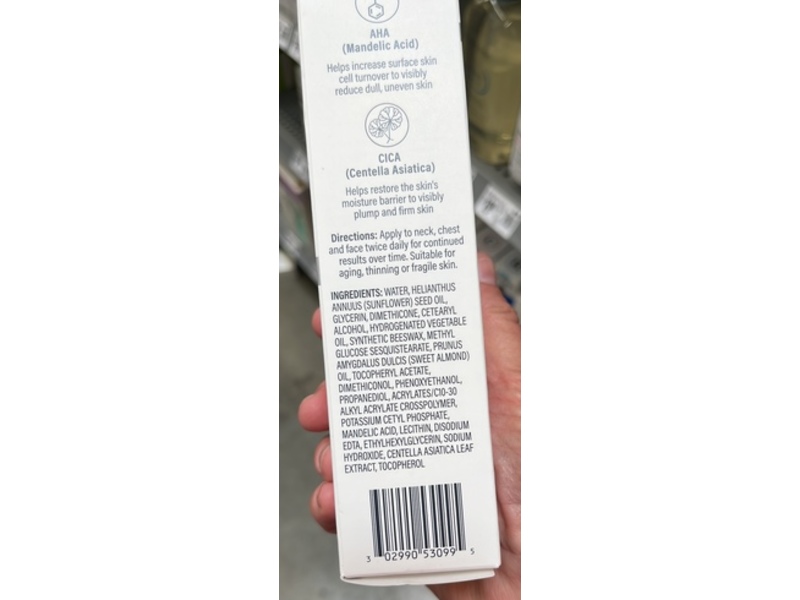 AHA
(Mandelic Acid)
Helps increase surface skin
cell turnover to visibly
reduce dull, uneven skin
CICA
(Centella Asiatica)
Helps restore the skin's
moisture barrier to visibly
plump and firm skin
Directions: Apply to neck, chest
and face twice daily for continued
results over time. Suitable for
aging, thinning or fragile skin.
INGREDIENTS: WATER, HELIANTHUS
ANNUUS (SUNFLOWER) SEED OIL,
GLYCERIN, DIMETHICONE, CETEARYL
ALCOHOL, HYDROGENATED VEGETABLE
OIL, SYNTHETIC BEESWAX, METHYL
GLUCOSE SESQUISTEARATE, PRUNUS
AMYGDALUS DULCIS (SWEET ALMOND)
OIL, TOCOPHERYL ACETATE,
DIMETHICONOL, PHENOXYETHANOL,
PROPANEDIOL, ACRYLATES/C10-30
ALKYL ACRYLATE CROSSPOLYMER,
POTASSIUM CETYL PHOSPHATE,
MANDELIC ACID, LECITHIN, DISODIUM
EDTA, ETHYLHEXYLGLYCERIN, SODIUM
HYDROXIDE, CENTELLA ASIATICA LEAF
EXTRACT, TOCOPHEROL
3 02990 53099 5